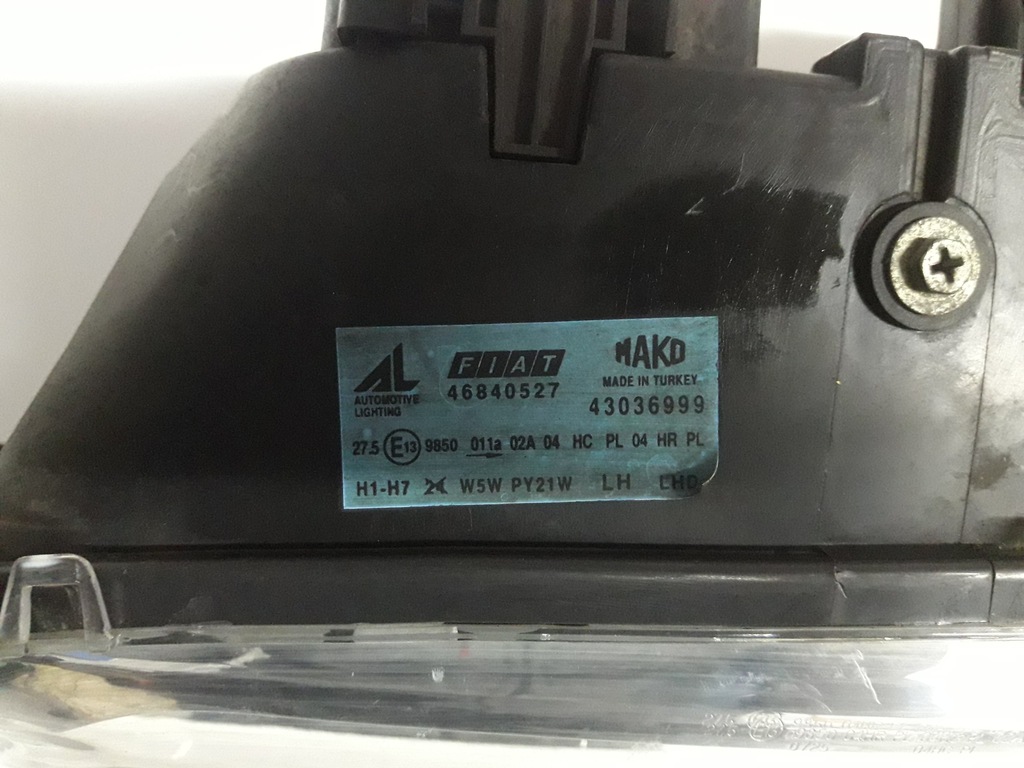 AL FIAT MAKO
AUTOMOTIVE LIGHTING 46840527 MADE IN TURKEY
43036999
27.5 E13 9850 011a 02A 04 HC PL 04 HR PL
H1-H7 24 W5W PY21W LH LHD